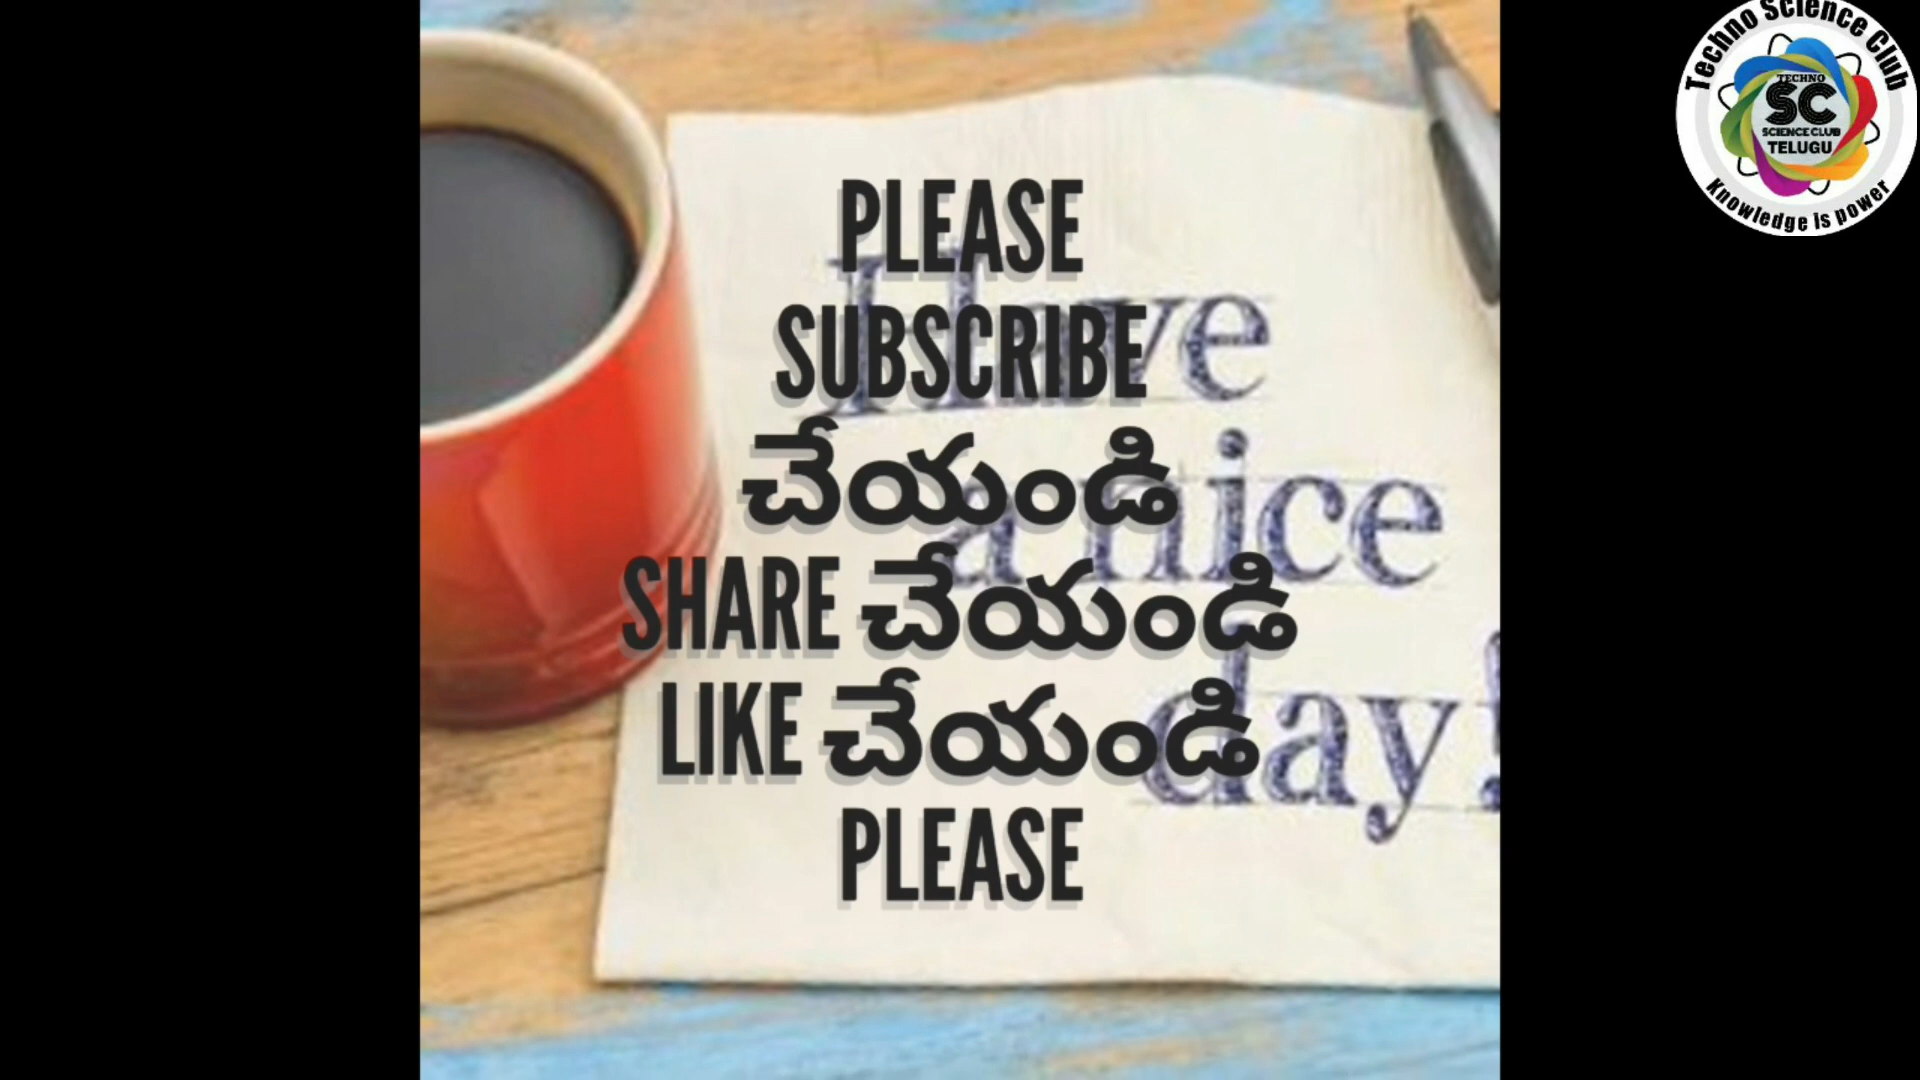 Techno Science Club
TECHNO
SC
SCIENCE CLUB
TELUGU
Knowledge is power
PLEASE
SUBSCRIBE
చేయండి
SHARE చేయండి
LIKE చేయండి
PLEASE
Have
a nice
day!